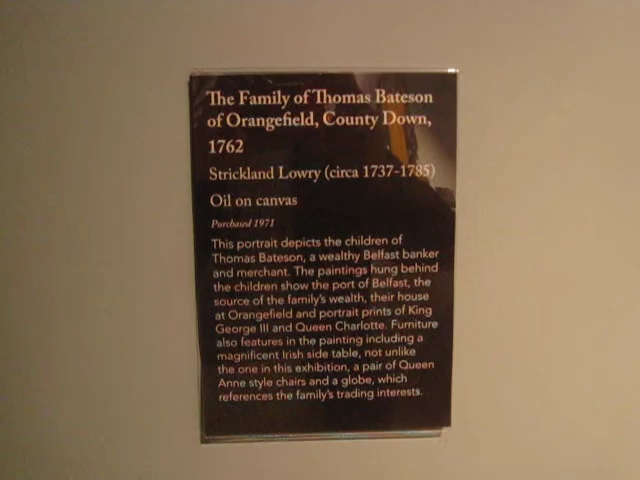 The Family of Thomas Bateson
of Orangefield, County Down,
1762
Strickland Lowry (circa 1737-1785)
Oil on canvas
Purchased 1971
This portrait depicts the children of
Thomas Bateson, a wealthy Belfast banker
and merchant. The paintings hung behind
the children show the port of Belfast, the
source of the family's wealth, their house
at Orangefield and portrait prints of King
George III and Queen Charlotte. Furniture
also features in the painting including a
magnificent Irish side table, not unlike
the one in this exhibition, a pair of Queen
Anne style chairs and a globe, which
references the family's trading interests.